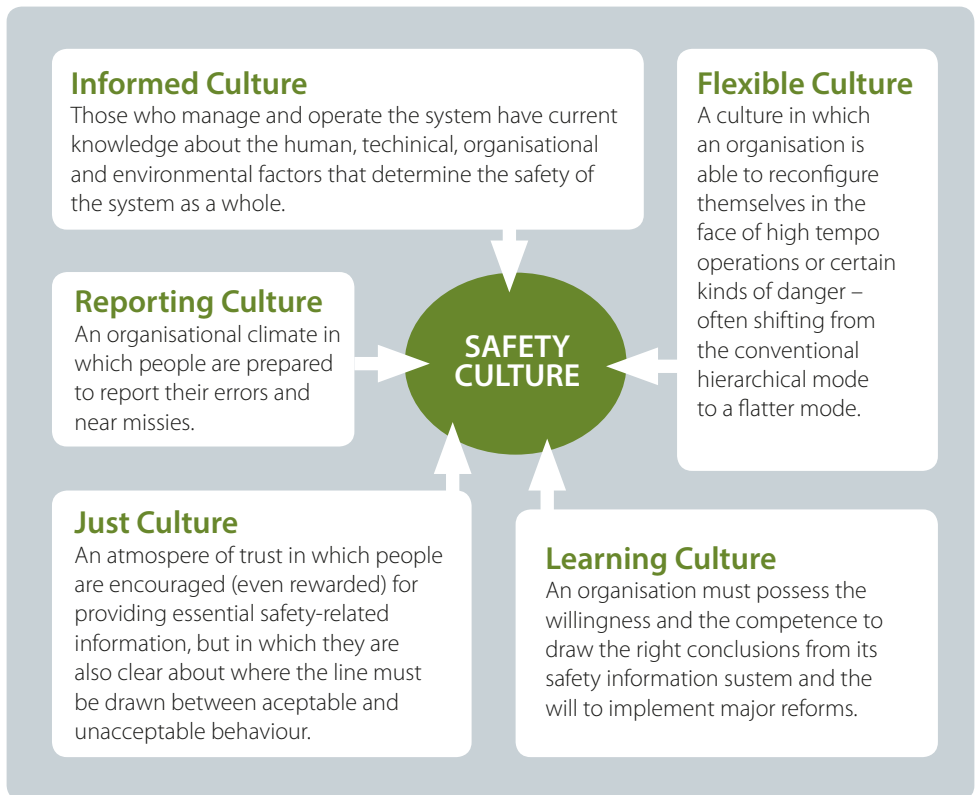 Informed Culture
Those who manage and operate the system have current
knowledge about the human, techinical, organisational
and environmental factors that determine the safety of
the system as a whole.
Flexible Culture
A culture in which
an organisation is
able to reconfigure
themselves in the
face of high tempo
operations or certain
kinds of danger –
often shifting from
the conventional
hierarchical mode
to a flatter mode.
Reporting Culture
An organisational climate in
which people are prepared
to report their errors and
near missies.
SAFETY
CULTURE
Just Culture
An atmospere of trust in which people
are encouraged (even rewarded) for
providing essential safety-related
information, but in which they are
also clear about where the line must
be drawn between aceptable and
unacceptable behaviour.
Learning Culture
An organisation must possess the
willingness and the competence to
draw the right conclusions from its
safety information sustem and the
will to implement major reforms.